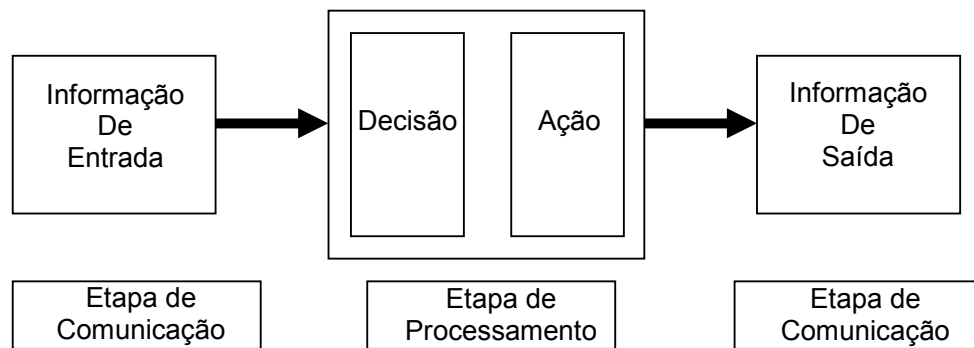 Informação
De
Entrada
Decisão
Ação
Informação
De
Saída
Etapa de
Comunicação
Etapa de
Processamento
Etapa de
Comunicação